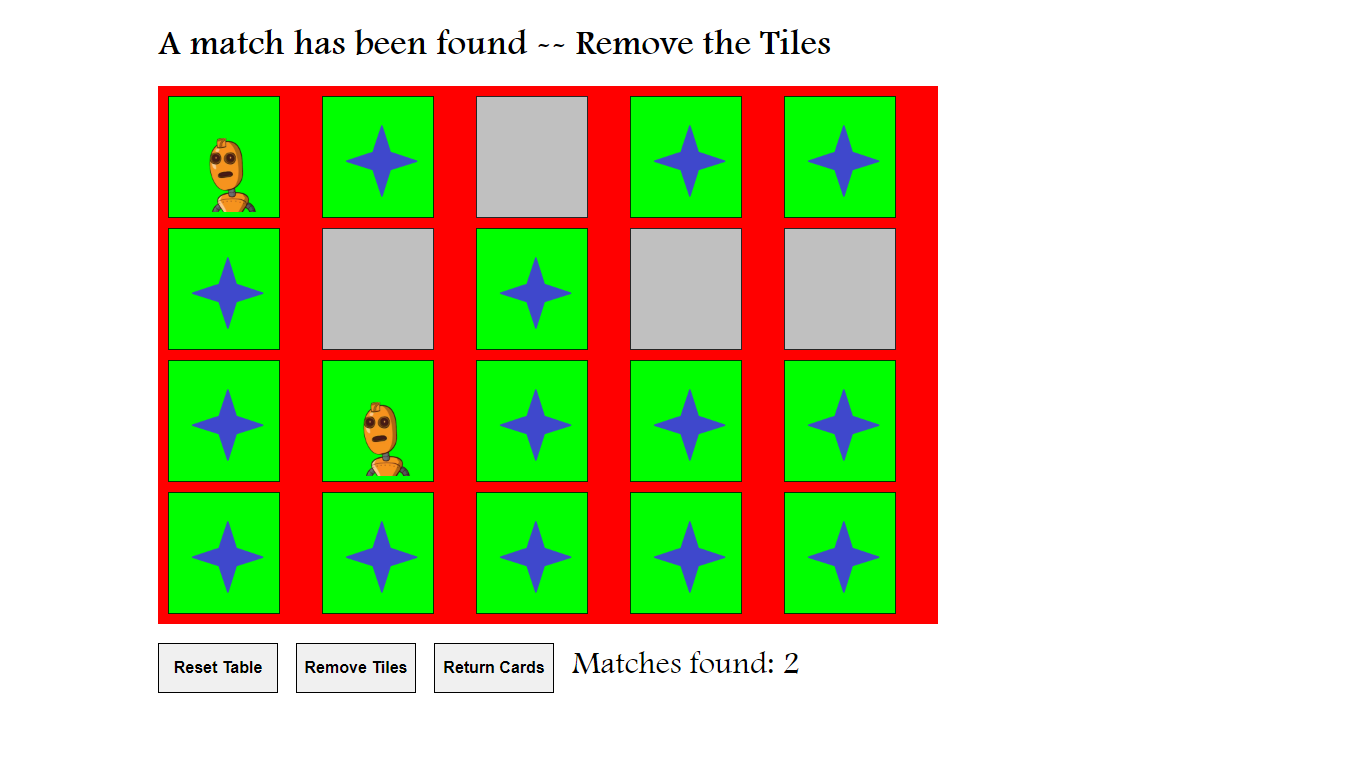 A match has been found -- Remove the Tiles
Reset Table Remove Tiles Return Cards Matches found: 2